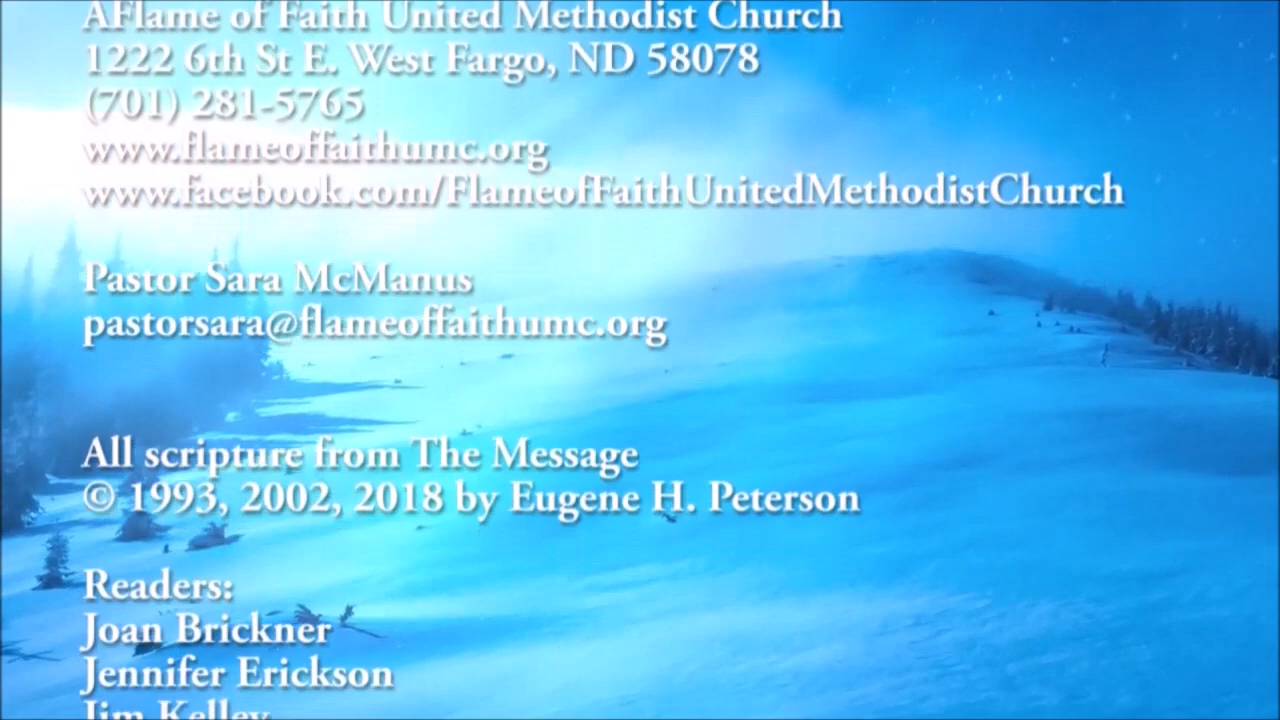 AFlame of Faith United Methodist Church
1222 6th St E. West Fargo, ND 58078
(701) 281-5765
www.flameoffaithumc.org
www.facebook.com/FlameofFaithUnitedMethodistChurch
Pastor Sara McManus
pastorsara@flameoffaithumc.org
All scripture from The Message
© 1993, 2002, 2018 by Eugene H. Peterson
Readers:
Joan Brickner
Jennifer Erickson
Jim Kelley